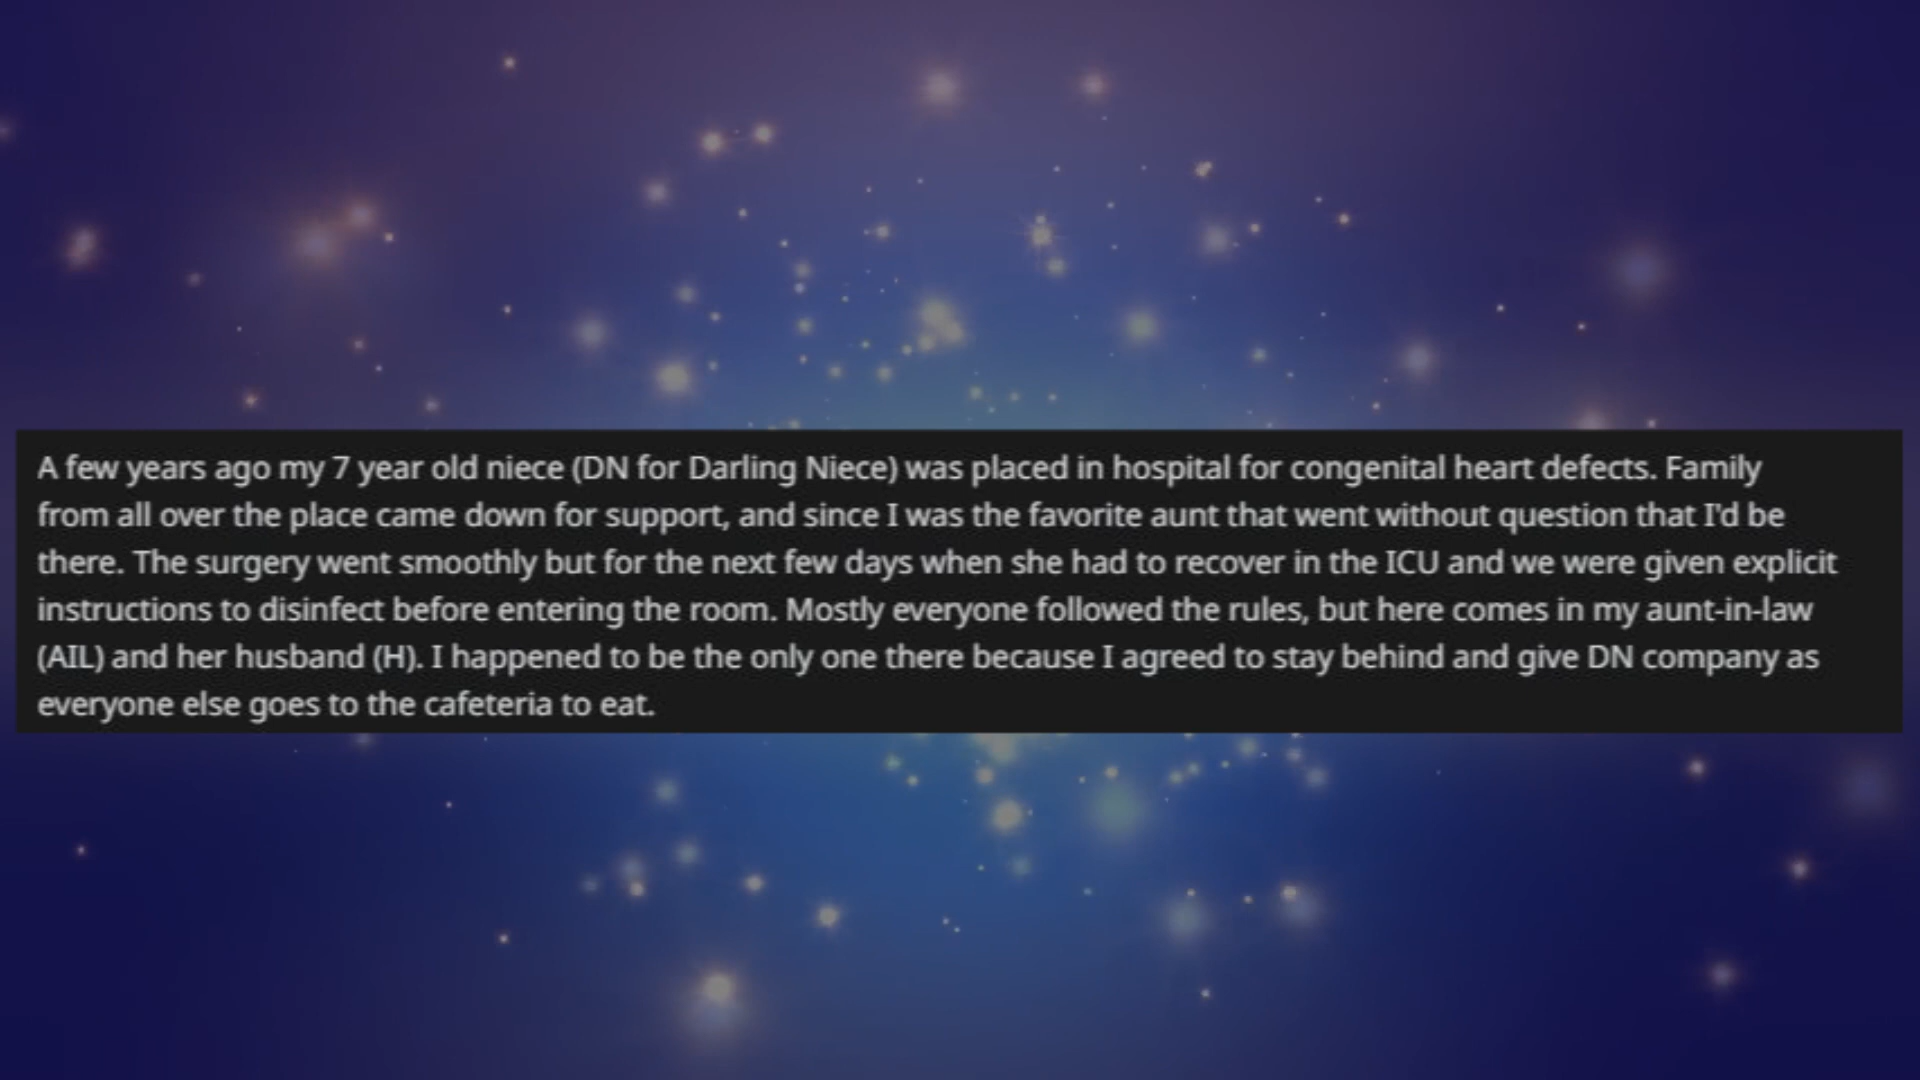 A few years ago my 7 year old niece (DN for Darling Niece) was placed in hospital for congenital heart defects. Family
from all over the place came down for support, and since I was the favorite aunt that went without question that I'd be
there. The surgery went smoothly but for the next few days when she had to recover in the ICU and we were given explicit
instructions to disinfect before entering the room. Mostly everyone followed the rules, but here comes in my aunt-in-law
(AIL) and her husband (H). I happened to be the only one there because I agreed to stay behind and give DN company as
everyone else goes to the cafeteria to eat.